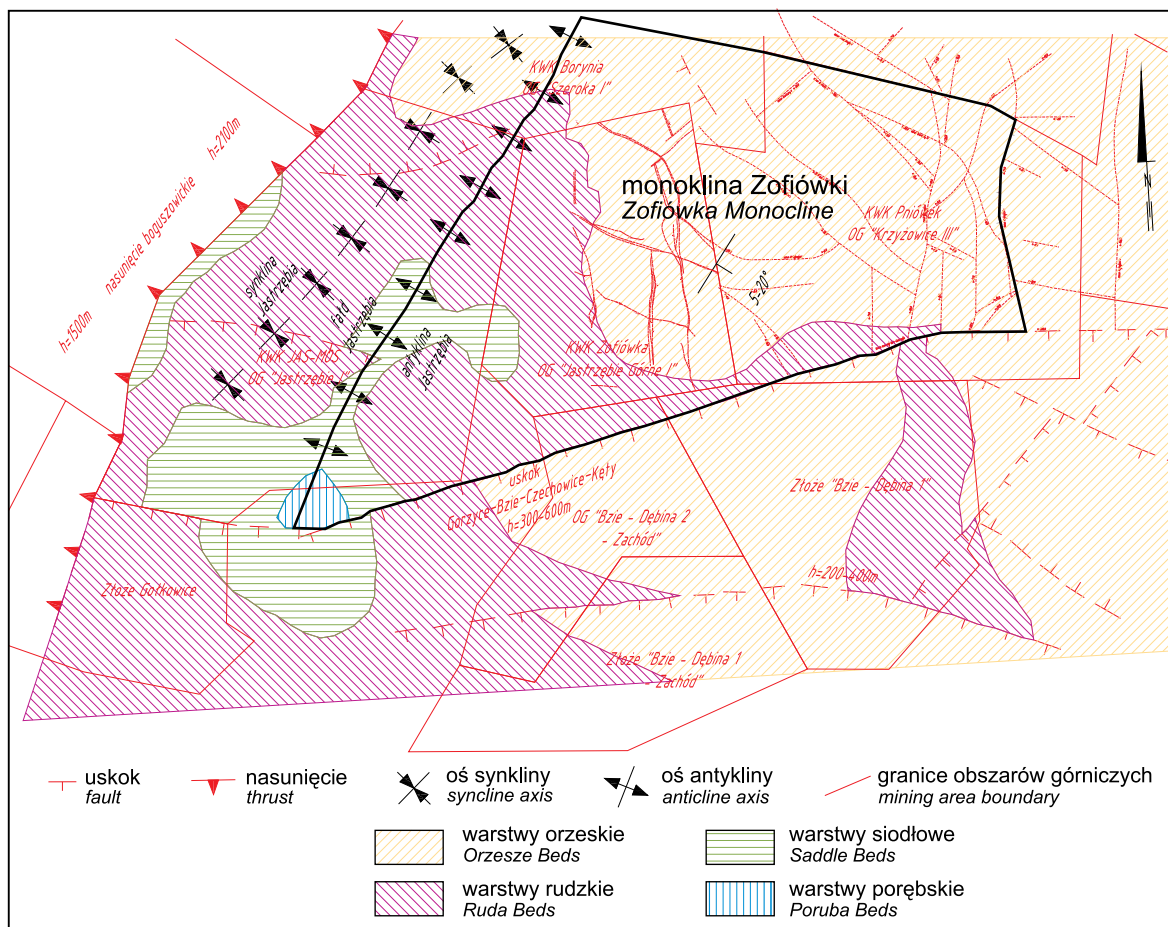 KWK Borynia
"Szeroka I"
h=2100m
nasunięcie boguszowickie
h=1500m
monoklina Zofiówki
Zofiówka Monocline
KWK Pniówek
OG "Krzyżowice III"
5-20°
synklina
Jastrzębia
fałd
Jastrzębia
antyklina
Jastrzębia
KWK JAS-MOS
OG "Jastrzębie I"
KWK Zofiówka
OG "Jastrzębie Górne I"
uskok
Gorzyce-Bzie-Czechowice-Kęty
h=300-600m
OG "Bzie - Dębina 2
- Zachód"
Złoże "Bzie - Dębina 1"
h=200-400m
Złoże Gołkowice
Złoże "Bzie - Dębina 1
- Zachód"
N
uskok
fault
nasunięcie
thrust
oś synkliny
syncline axis
oś antykliny
anticline axis
granice obszarów górniczych
mining area boundary
warstwy orzeskie
Orzesze Beds
warstwy siodłowe
Saddle Beds
warstwy rudzkie
Ruda Beds
warstwy porębskie
Poruba Beds